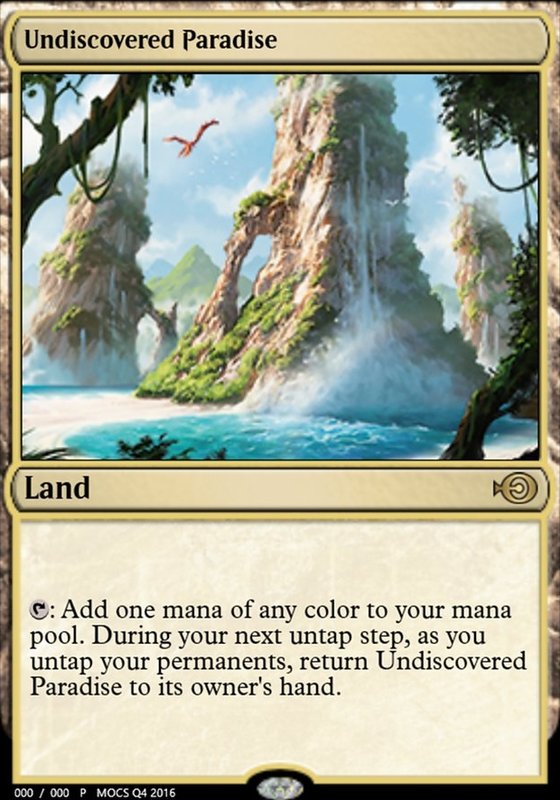 Undiscovered Paradise
Land
: Add one mana of any color to your mana
pool. During your next untap step, as you
untap your permanents, return Undiscovered
Paradise to its owner's hand.
000 / 000 P MOCS Q4 2016